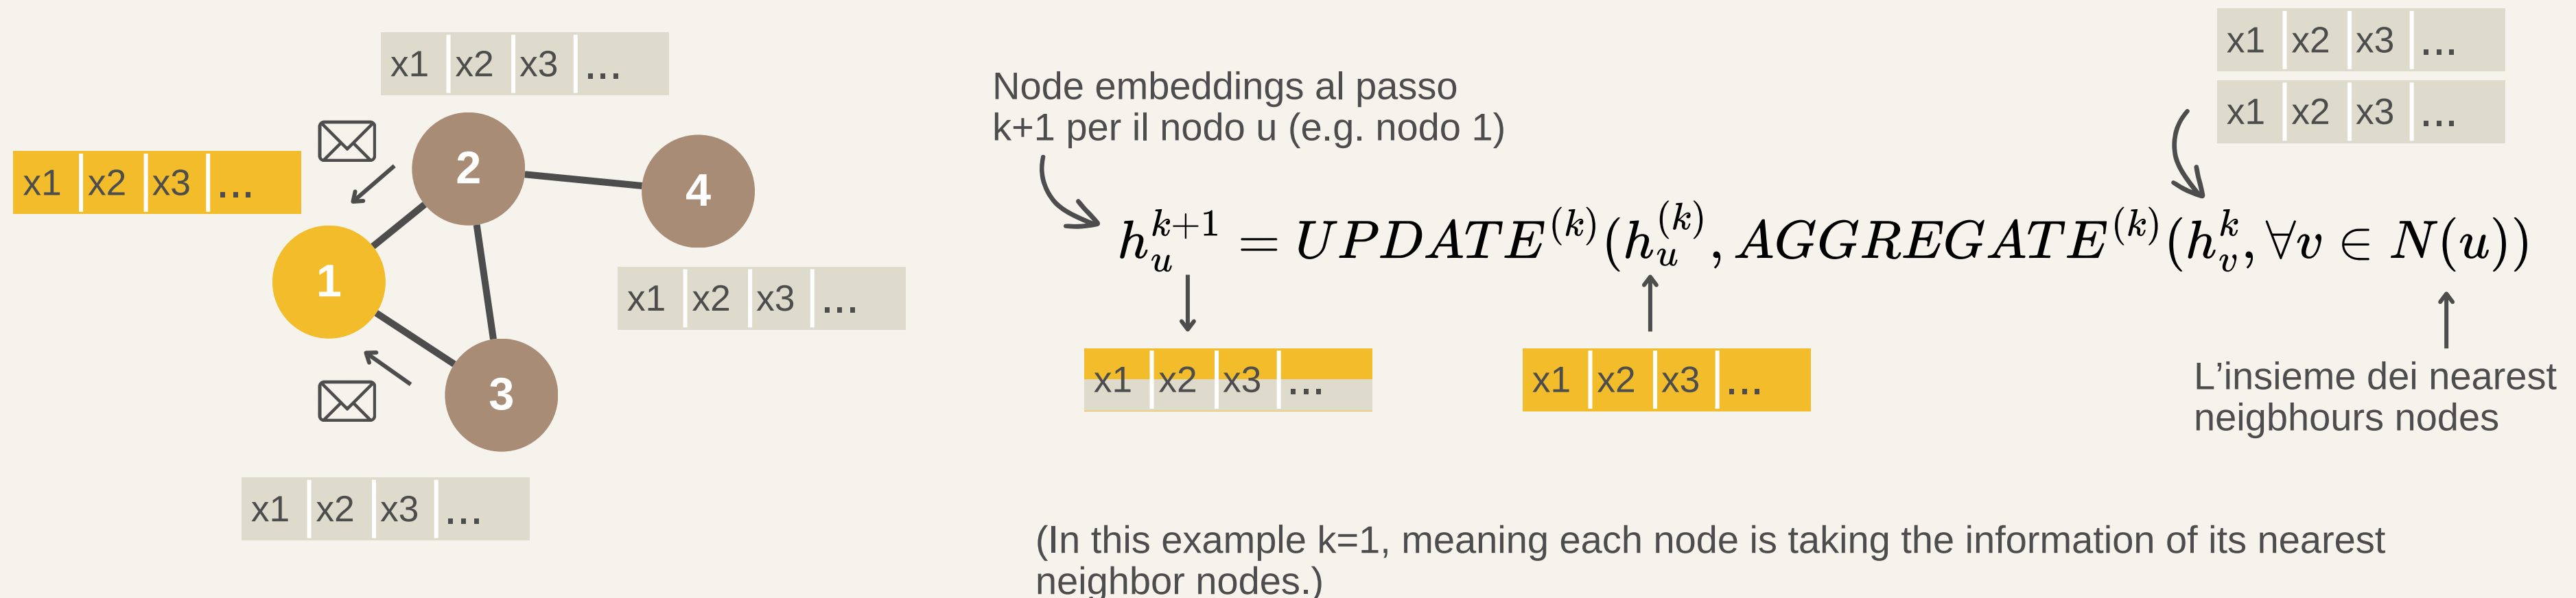 x1 x2 x3 ...
x1 x2 x3 ...
2
4
1
x1 x2 x3 ...
3
x1 x2 x3 ...
Node embeddings al passo
k+1 per il nodo u (e.g. nodo 1)
x1 x2 x3 ...
x1 x2 x3 ...
h_u^{k+1} = UPDATE^{(k)}(h_u^{(k)}, AGGREGATE^{(k)}(h_v^k, ∀v ∈ N(u))
x1 x2 x3 ...
x1 x2 x3 ...
L’insieme dei nearest
neigbhours nodes
(In this example k=1, meaning each node is taking the information of its nearest
neighbor nodes.)